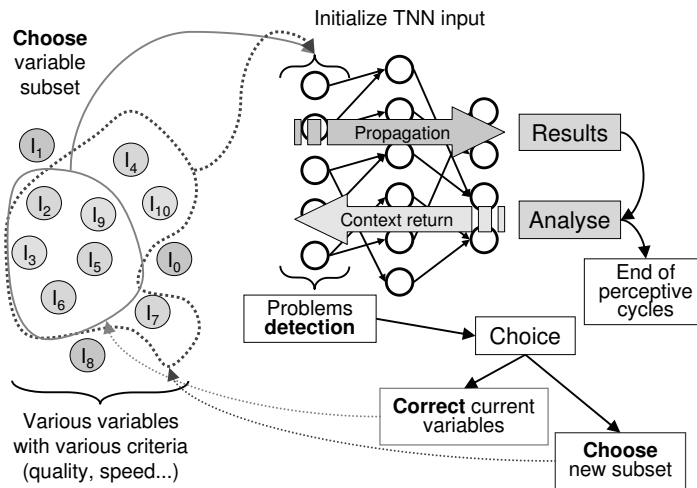 Initialize TNN input
Choose
variable
subset
I1
I4
I2
I9
I10
I3
I5
I0
I6
I7
I8
Propagation
Results
Context return
Analyse
End of
perceptive
cycles
Problems
detection
Choice
Correct current
variables
Choose
new subset
Various variables
with various criteria
(quality, speed...)